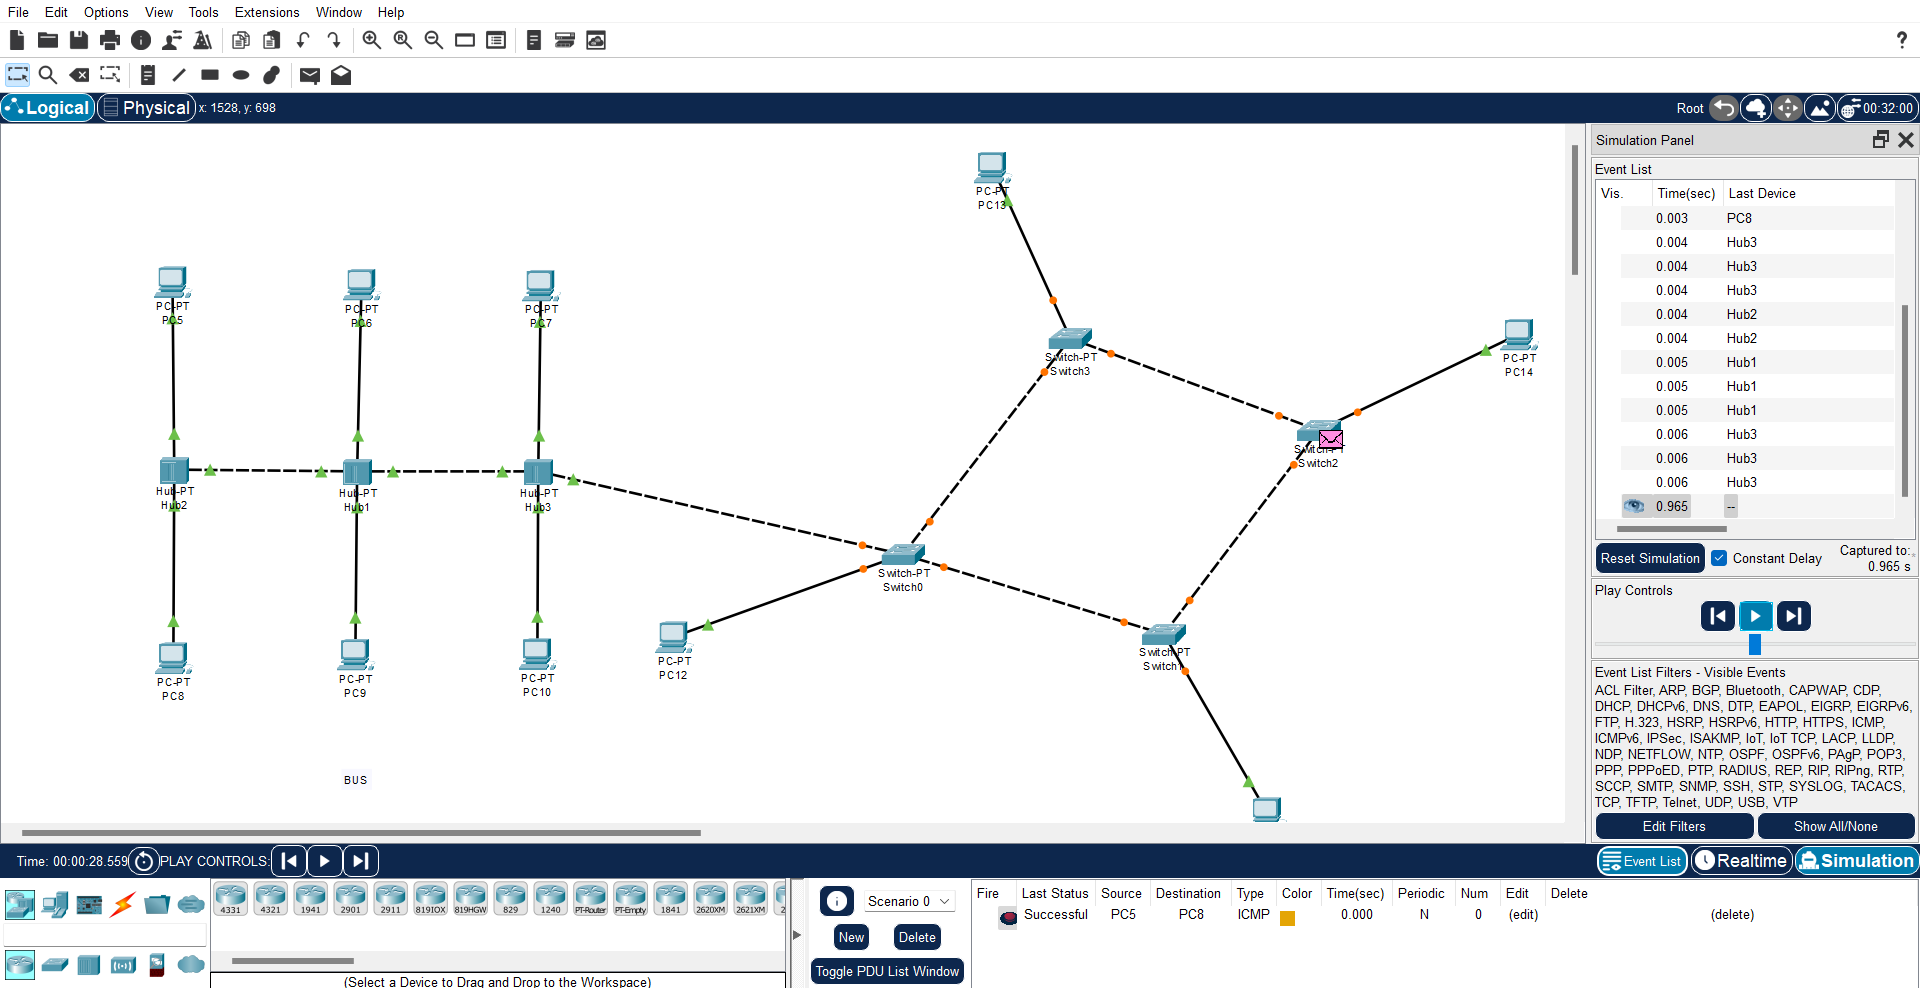 File Edit Options View Tools Extensions Window Help
?
Logical Physical x: 1528, y: 698 Root 00:32:00
Simulation Panel
Event List
Vis. Time(sec) Last Device
0.003 PC8
0.004 Hub3
0.004 Hub3
0.004 Hub3
0.004 Hub2
0.004 Hub2
0.005 Hub1
0.005 Hub1
0.005 Hub1
0.006 Hub3
0.006 Hub3
0.006 Hub3
0.965 --
Reset Simulation Constant Delay Captured to:
0.965 s
Play Controls
Event List Filters - Visible Events
ACL Filter, ARP, BGP, Bluetooth, CAPWAP, CDP,
DHCP, DHCPv6, DNS, DTP, EAPOL, EIGRP, EIGRPv6,
FTP, H.323, HSRP, HSRPv6, HTTP, HTTPS, ICMP,
ICMPv6, IPSec, ISAKMP, IoT, IoT TCP, LACP, LLDP,
NDP, NETFLOW, NTP, OSPF, OSPFv6, PAgP, POP3,
PPP, PPPoED, PTP, RADIUS, REP, RIP, RIPng, RTP,
SCCP, SMTP, SNMP, SSH, STP, SYSLOG, TACACS,
TCP, TFTP, Telnet, UDP, USB, VTP
Edit Filters Show All/None
PC-PT
PC13
PC-PT
PC5
PC-PT
PC6
PC-PT
PC7
Switch-PT
Switch3
PC-PT
PC14
Switch-PT
Switch2
Hub-PT
Hub2
Hub-PT
Hub1
Hub-PT
Hub3
Switch-PT
Switch0
Switch-PT
Switch1
PC-PT
PC12
PC-PT
PC8
PC-PT
PC9
PC-PT
PC10
BUS
Time: 00:00:28.559 PLAY CONTROLS: Event List Realtime Simulation
4331 4321 1941 2901 2911 819IOX 819HGW 829 1240 PT-Router PT-Empty 1841 2620XM 2621XM 2
(Select a Device to Drag and Drop to the Workspace)
Scenario 0
New Delete
Toggle PDU List Window
Fire Last Status Source Destination Type Color Time(sec) Periodic Num Edit Delete
Successful PC5 PC8 ICMP 0.000 N 0 (edit) (delete)